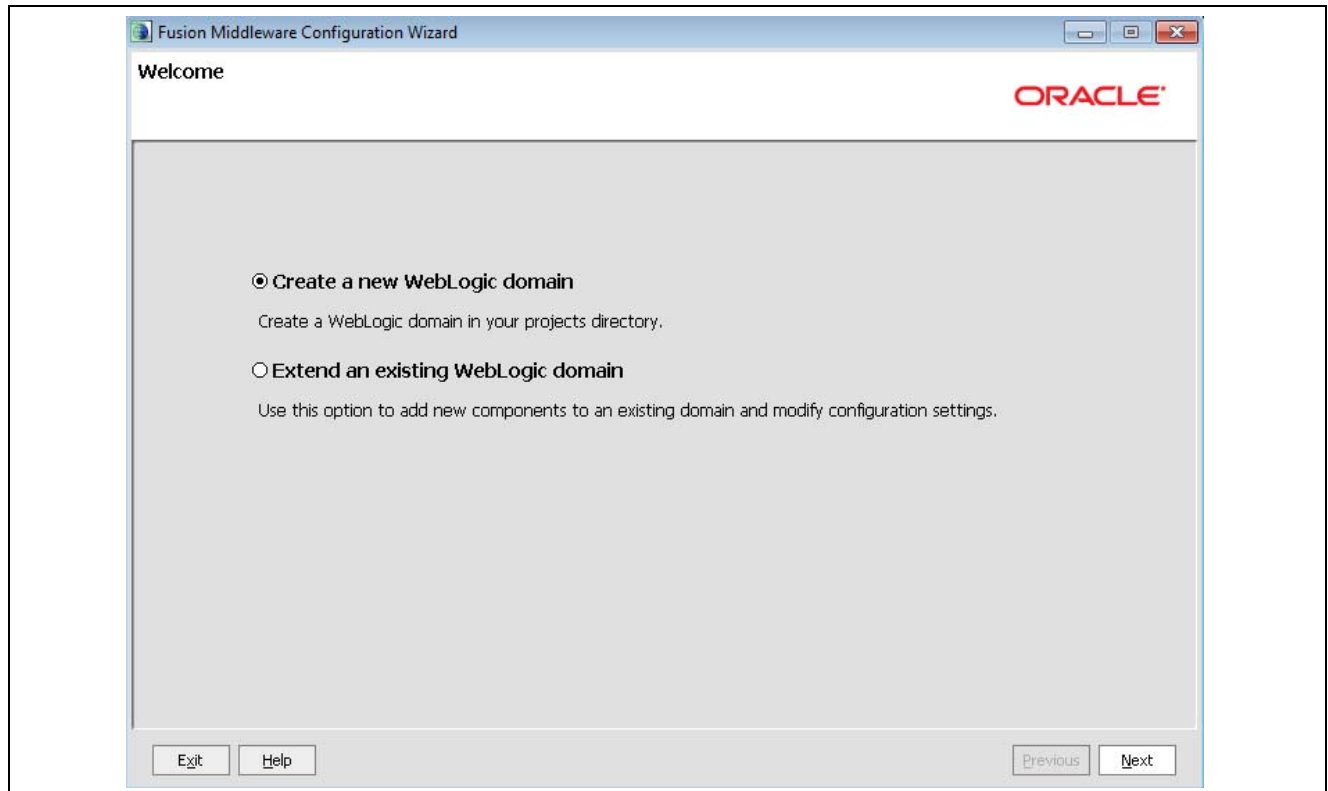 Fusion Middleware Configuration Wizard
Welcome
ORACLE
Create a new WebLogic domain
Create a WebLogic domain in your projects directory.
Extend an existing WebLogic domain
Use this option to add new components to an existing domain and modify configuration settings.
Exit Help Previous Next